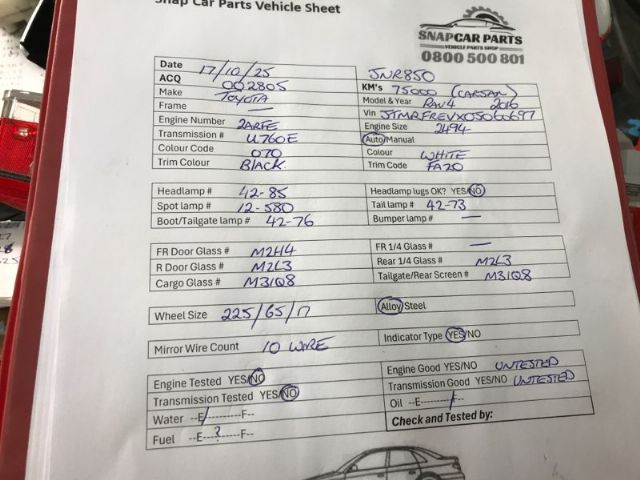 Snap Car Parts Vehicle Sheet
SNAPCAR PARTS
VEHICLE PARTS SHOP
0800 500 801
Date 17/10/25 JNR850
ACQ 002805 KM's 75000 (CARSAM)
Make TOYOTA Model & Year RAV4 2016
Frame — Vin JTMRFREVX0J060697
Engine Number 2ARFE Engine Size 2494
Transmission # U760E Auto/Manual
Colour Code 070 Colour WHITE
Trim Colour BLACK Trim Code FA20
Headlamp # 42-85 Headlamp lugs OK? YES/NO
Spot lamp # 12-580 Tail lamp # 42-73
Boot/Tailgate lamp # 42-76 Bumper lamp # —
FR Door Glass # M2H4 FR 1/4 Glass # —
R Door Glass # M2L3 Rear 1/4 Glass # M2L3
Cargo Glass # M31Q8 Tailgate/Rear Screen # M31Q8
Wheel Size 225/65/17 Alloy/Steel
Mirror Wire Count 10 WIRE Indicator Type YES/NO
Engine Tested YES/NO Engine Good YES/NO UNTESTED
Transmission Tested YES/NO Transmission Good YES/NO UNTESTED
Water --E/----------F-- Oil --E----------F--
Fuel --E---?-------F-- Check and Tested by: